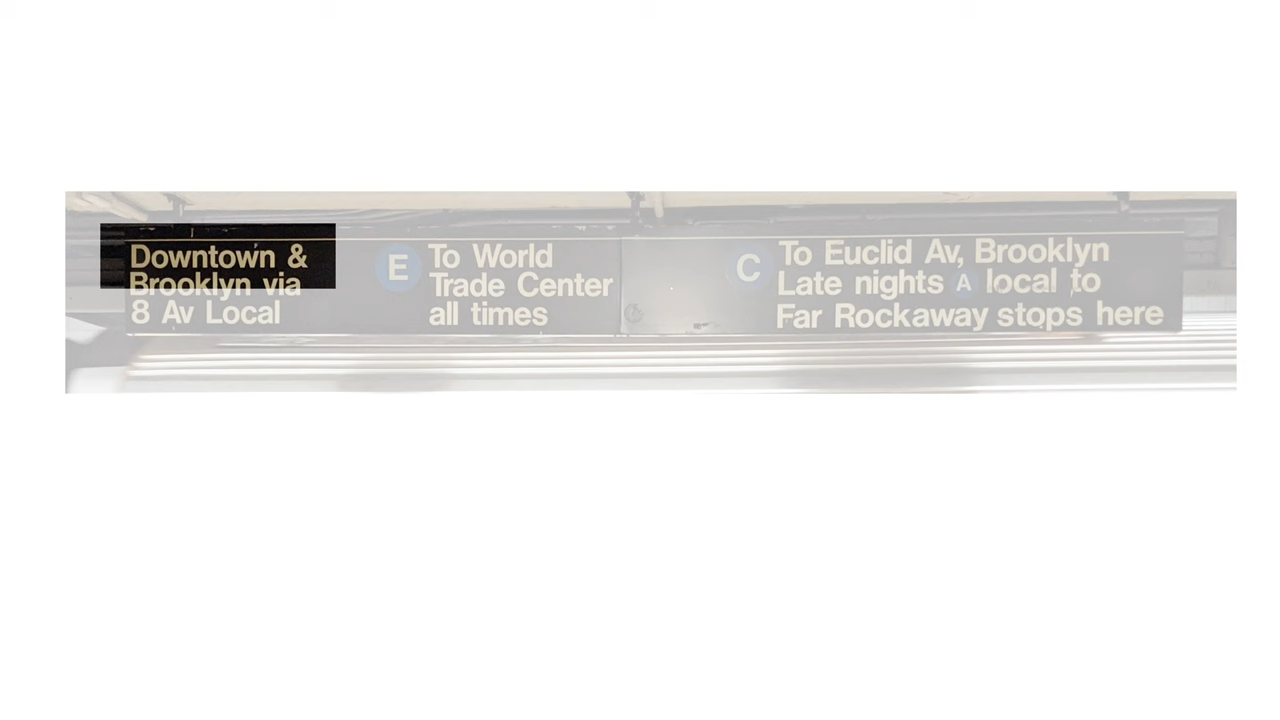 Downtown &
Brooklyn via
8 Av Local
E To World
Trade Center
all times
C To Euclid Av, Brooklyn
Late nights A local to
Far Rockaway stops here